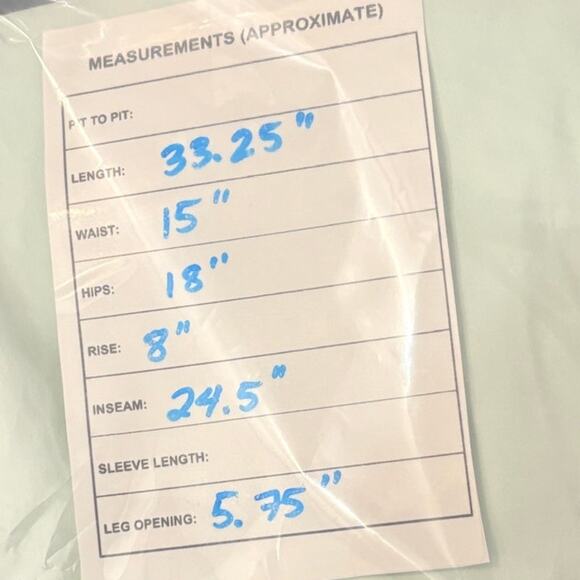 MEASUREMENTS (APPROXIMATE)
PIT TO PIT:
LENGTH: 33.25"
WAIST: 15"
HIPS: 18"
RISE: 8"
INSEAM: 24.5"
SLEEVE LENGTH:
LEG OPENING: 5.75"